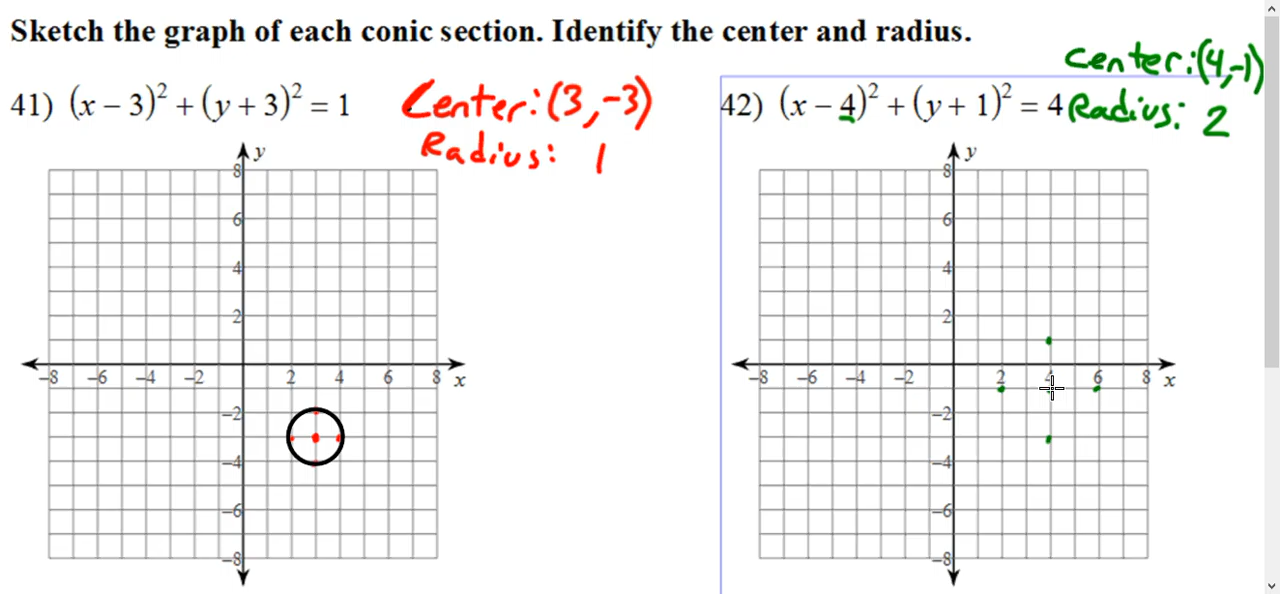 Sketch the graph of each conic section. Identify the center and radius.
41) (x − 3)² + (y + 3)² = 1
Center: (3, -3)
Radius: 1
y
8
6
4
2
−8 −6 −4 −2 2 4 6 8 x
−2
−4
−6
−8
Center: (4, -1)
42) (x − 4)² + (y + 1)² = 4
Radius: 2
y
8
6
4
2
−8 −6 −4 −2 2 4 6 8 x
−2
−4
−6
−8